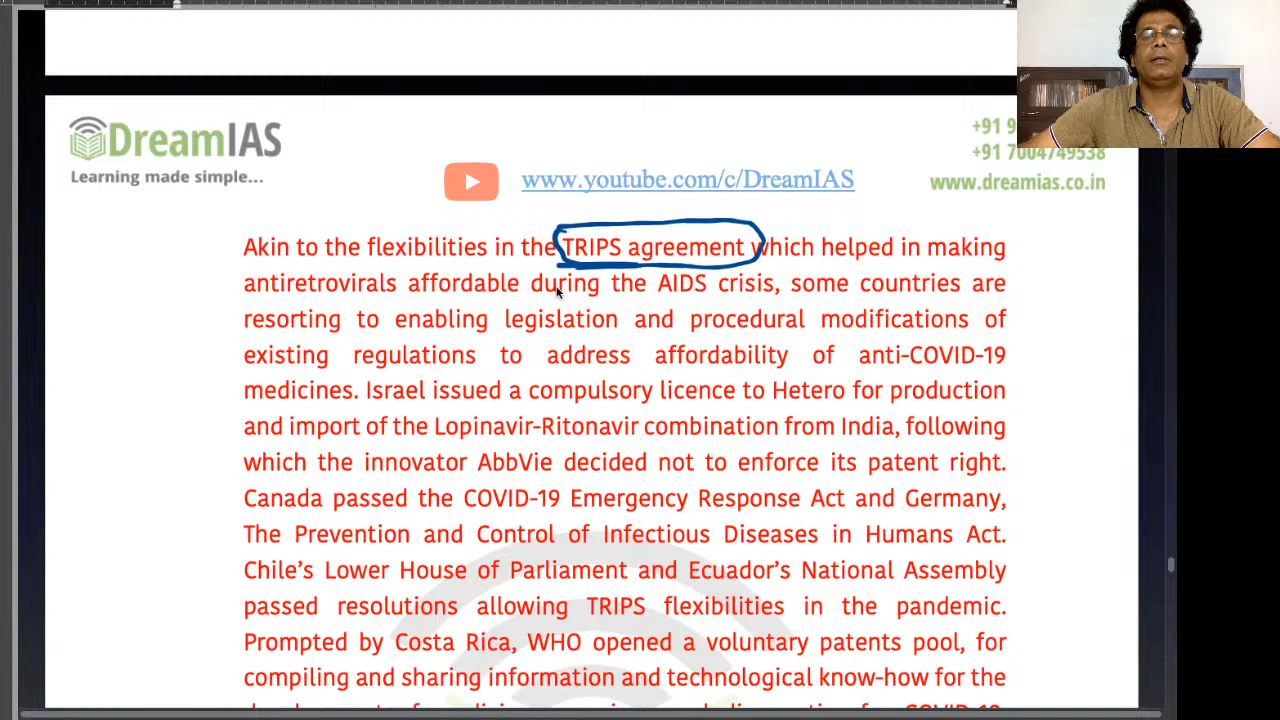 DreamIAS
Learning made simple...
www.youtube.com/c/DreamIAS
+91 9
+91 7004749538
www.dreamias.co.in
Akin to the flexibilities in the TRIPS agreement which helped in making
antiretrovirals affordable during the AIDS crisis, some countries are
resorting to enabling legislation and procedural modifications of
existing regulations to address affordability of anti-COVID-19
medicines. Israel issued a compulsory licence to Hetero for production
and import of the Lopinavir-Ritonavir combination from India, following
which the innovator AbbVie decided not to enforce its patent right.
Canada passed the COVID-19 Emergency Response Act and Germany,
The Prevention and Control of Infectious Diseases in Humans Act.
Chile's Lower House of Parliament and Ecuador's National Assembly
passed resolutions allowing TRIPS flexibilities in the pandemic.
Prompted by Costa Rica, WHO opened a voluntary patents pool, for
compiling and sharing information and technological know-how for the